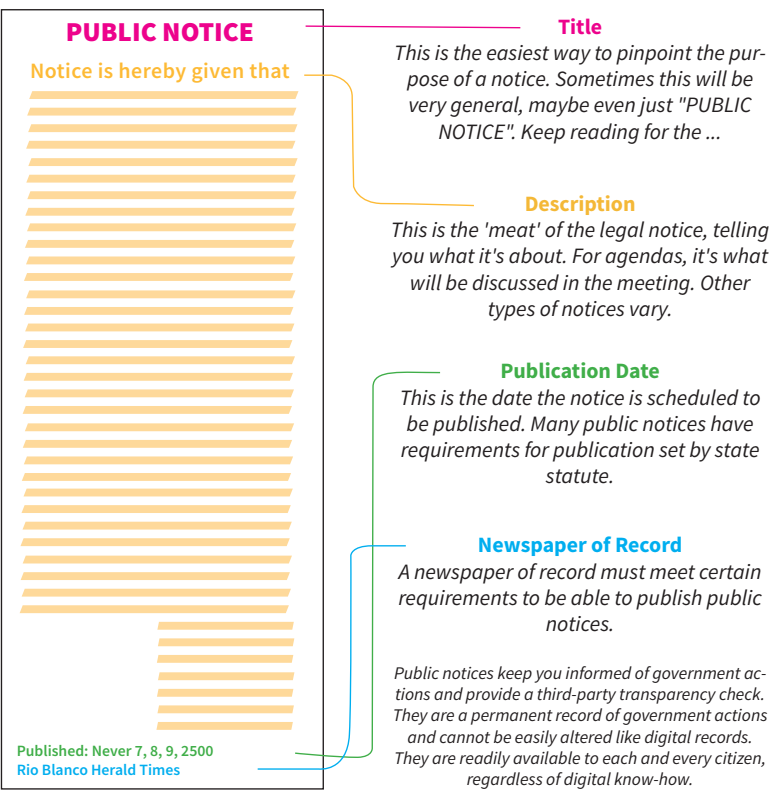 PUBLIC NOTICE
Notice is hereby given that
Published: Never 7, 8, 9, 2500
Rio Blanco Herald Times
Title
This is the easiest way to pinpoint the pur-
pose of a notice. Sometimes this will be
very general, maybe even just "PUBLIC
NOTICE". Keep reading for the ...
Description
This is the 'meat' of the legal notice, telling
you what it's about. For agendas, it's what
will be discussed in the meeting. Other
types of notices vary.
Publication Date
This is the date the notice is scheduled to
be published. Many public notices have
requirements for publication set by state
statute.
Newspaper of Record
A newspaper of record must meet certain
requirements to be able to publish public
notices.
Public notices keep you informed of government ac-
tions and provide a third-party transparency check.
They are a permanent record of government actions
and cannot be easily altered like digital records.
They are readily available to each and every citizen,
regardless of digital know-how.